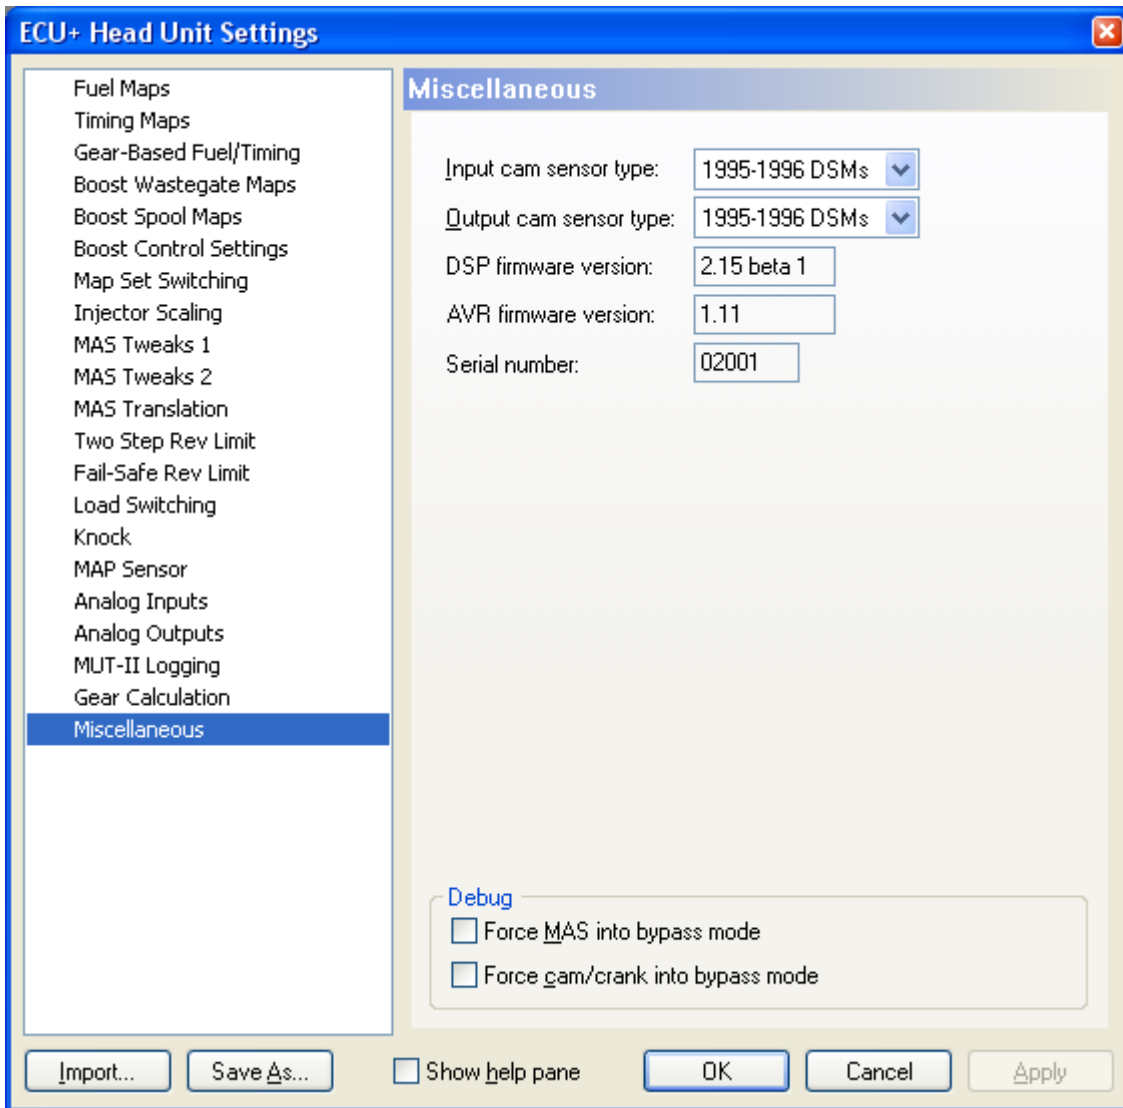 ECU+ Head Unit Settings
Fuel Maps
Timing Maps
Gear-Based Fuel/Timing
Boost Wastegate Maps
Boost Spool Maps
Boost Control Settings
Map Set Switching
Injector Scaling
MAS Tweaks 1
MAS Tweaks 2
MAS Translation
Two Step Rev Limit
Fail-Safe Rev Limit
Load Switching
Knock
MAP Sensor
Analog Inputs
Analog Outputs
MUT-II Logging
Gear Calculation
Miscellaneous
Miscellaneous
Input cam sensor type: 1995-1996 DSMs
Output cam sensor type: 1995-1996 DSMs
DSP firmware version: 2.15 beta 1
AVR firmware version: 1.11
Serial number: 02001
Debug
Force MAS into bypass mode
Force cam/crank into bypass mode
Import... Save As... Show help pane OK Cancel Apply